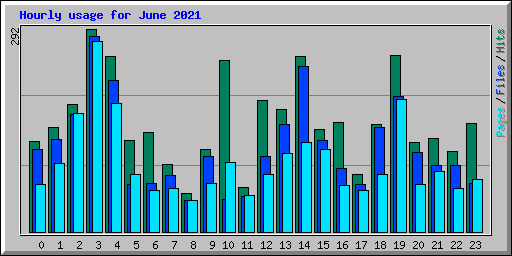 Hourly usage for June 2021
292
Pages / Files / Hits
0 1 2 3 4 5 6 7 8 9 10 11 12 13 14 15 16 17 18 19 20 21 22 23